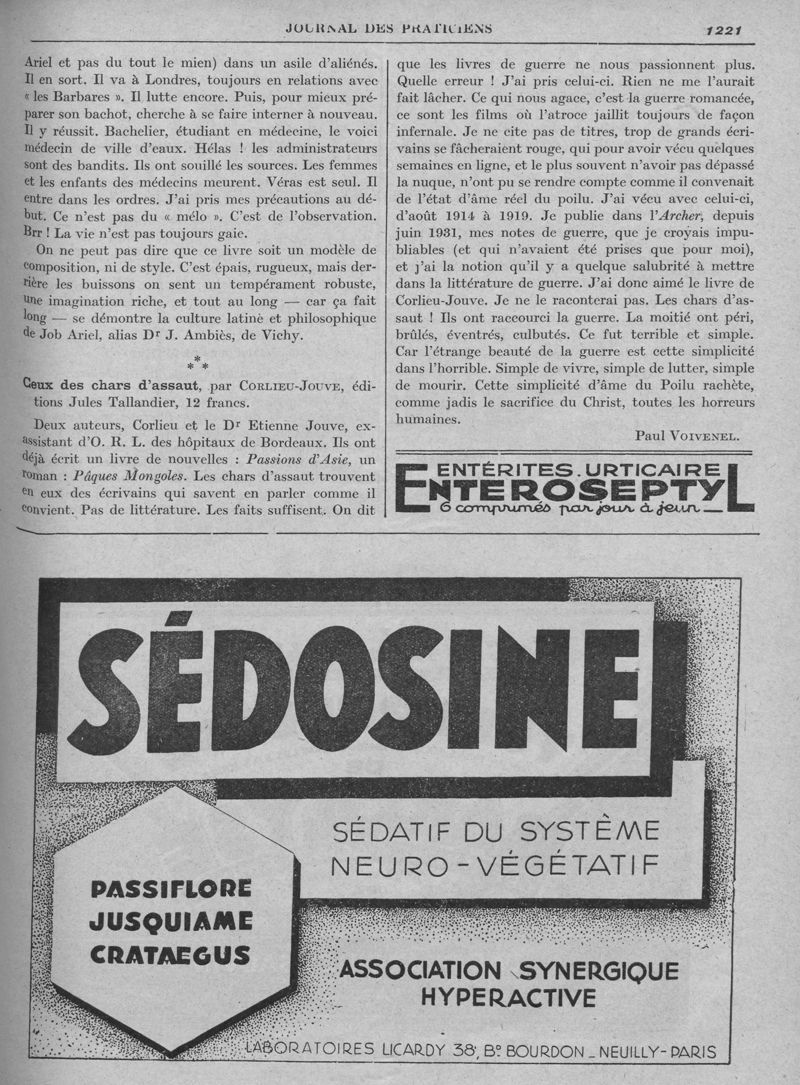 JOURNAL DES PRATICIENS 1221
Ariel et pas du tout le mien) dans un asile d'aliénés.
Il en sort. Il va à Londres, toujours en relations avec
« les Barbares ». Il lutte encore. Puis, pour mieux pré-
parer son bachot, cherche à se faire interner à nouveau.
Il y réussit. Bachelier, étudiant en médecine, le voici
médecin de ville d'eaux. Hélas ! les administrateurs
sont des bandits. Ils ont souillé les sources. Les femmes
et les enfants des médecins meurent. Véras est seul. Il
entre dans les ordres. J'ai pris mes précautions au dé-
but. Ce n'est pas du « mélo ». C'est de l'observation.
Brr ! La vie n'est pas toujours gaie.
On ne peut pas dire que ce livre soit un modèle de
composition, ni de style. C'est épais, rugueux, mais der-
rière les buissons on sent un tempérament robuste,
une imagination riche, et tout au long — car ça fait
long — se démontre la culture latine et philosophique
de Job Ariel, alias Dr J. Ambiès, de Vichy.
*
* *
Ceux des chars d'assaut, par CORLIEU-JOUVE, édi-
tions Jules Tallandier, 12 francs.
Deux auteurs, Corlieu et le Dr Etienne Jouve, ex-
assistant d'O. R. L. des hôpitaux de Bordeaux. Ils ont
déjà écrit un livre de nouvelles : Passions d'Asie, un
roman : Pâques Mongoles. Les chars d'assaut trouvent
en eux des écrivains qui savent en parler comme il
convient. Pas de littérature. Les faits suffisent. On dit
que les livres de guerre ne nous passionnent plus.
Quelle erreur ! J'ai pris celui-ci. Rien ne me l'aurait
fait lâcher. Ce qui nous agace, c'est la guerre romancée,
ce sont les films où l'atroce jaillit toujours de façon
infernale. Je ne cite pas de titres, trop de grands écri-
vains se fâcheraient rouge, qui pour avoir vécu quelques
semaines en ligne, et le plus souvent n'avoir pas dépassé
la nuque, n'ont pu se rendre compte comme il convenait
de l'état d'âme réel du poilu. J'ai vécu avec celui-ci,
d'août 1914 à 1919. Je publie dans l'Archer, depuis
juin 1931, mes notes de guerre, que je croyais impu-
bliables (et qui n'avaient été prises que pour moi),
et j'ai la notion qu'il y a quelque salubrité à mettre
dans la littérature de guerre. J'ai donc aimé le livre de
Corlieu-Jouve. Je ne le raconterai pas. Les chars d'as-
saut ! Ils ont raccourci la guerre. La moitié ont péri,
brûlés, éventrés, culbutés. Ce fut terrible et simple.
Car l'étrange beauté de la guerre est cette simplicité
dans l'horrible. Simple de vivre, simple de lutter, simple
de mourir. Cette simplicité d'âme du Poilu rachète,
comme jadis le sacrifice du Christ, toutes les horreurs
humaines.
Paul VOIVENEL.
ENTÉRITES. URTICAIRE
ENTEROSEPTYL
6 comprimés par jour à jeun
SÉDOSINE
SÉDATIF DU SYSTÈME
NEURO-VÉGÉTATIF
PASSIFLORE
JUSQUIAME
CRATAEGUS
ASSOCIATION SYNERGIQUE
HYPERACTIVE
LABORATOIRES LICARDY 38, Bd BOURDON _ NEUILLY-PARIS